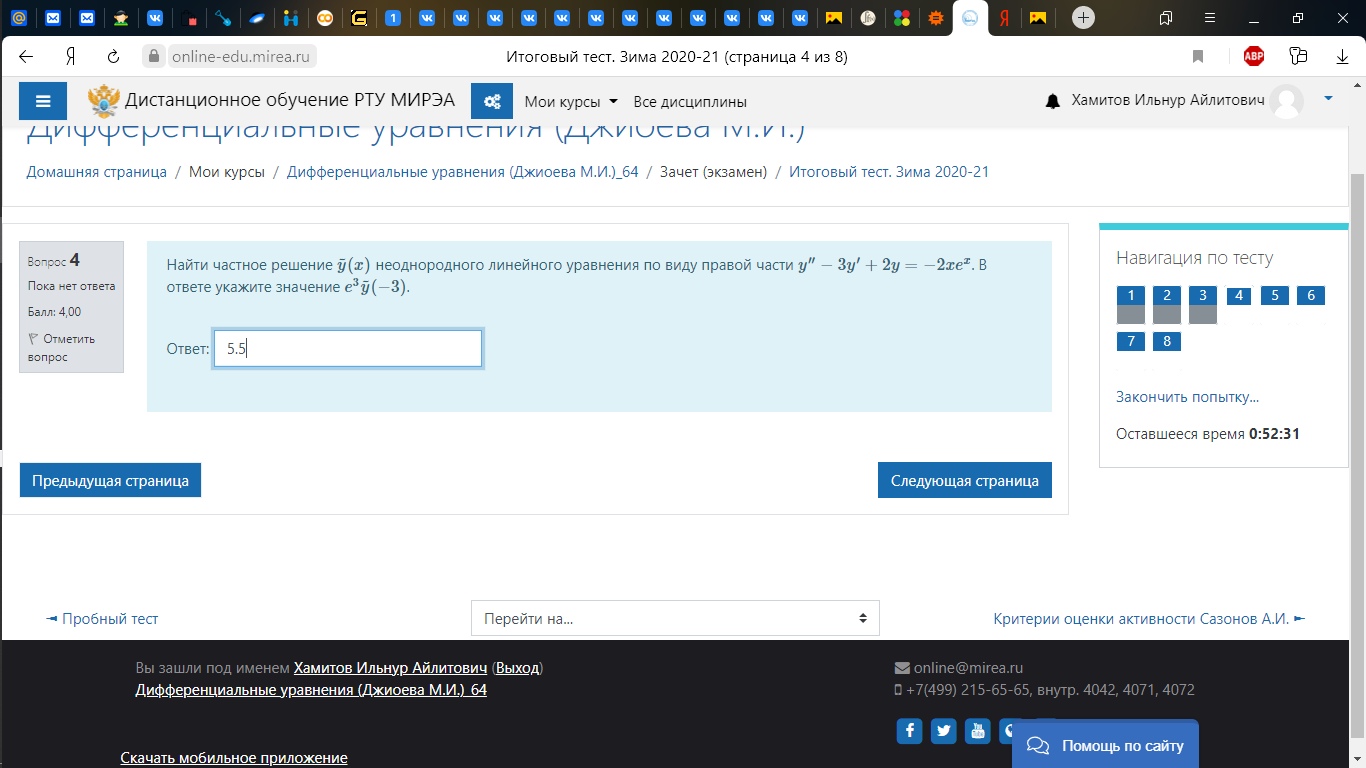 online-edu.mirea.ru
Итоговый тест. Зима 2020-21 (страница 4 из 8)
ABP
Дистанционное обучение РТУ МИРЭА
Мои курсы
Все дисциплины
Хамитов Ильнур Айлитович
Дифференциальные уравнения (Джиоева М.И.)
Домашняя страница / Мои курсы / Дифференциальные уравнения (Джиоева М.И.)_64 / Зачет (экзамен) / Итоговый тест. Зима 2020-21
Вопрос 4
Пока нет ответа
Балл: 4,00
Отметить
вопрос
Найти частное решение ỹ(x) неоднородного линейного уравнения по виду правой части y″ − 3y′ + 2y = −2xeˣ. В
ответе укажите значение e³ỹ(−3).
Ответ: 5.5
Предыдущая страница
Следующая страница
Навигация по тесту
1 2 3 4 5 6
7 8
Закончить попытку...
Оставшееся время 0:52:31
◄ Пробный тест
Перейти на...
Критерии оценки активности Сазонов А.И. ►
Вы зашли под именем Хамитов Ильнур Айлитович (Выход)
Дифференциальные уравнения (Джиоева М.И.)_64
Скачать мобильное приложение
online@mirea.ru
+7(499) 215-65-65, внутр. 4042, 4071, 4072
Помощь по сайту